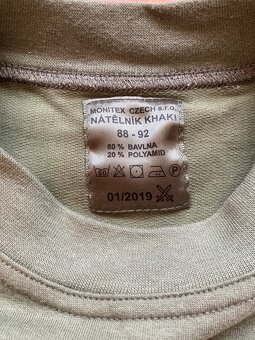 MONITEX CZECH s.r.o.
NÁTĚLNÍK KHAKI
88 - 92
80 % BAVLNA
20 % POLYAMID
P
01/2019